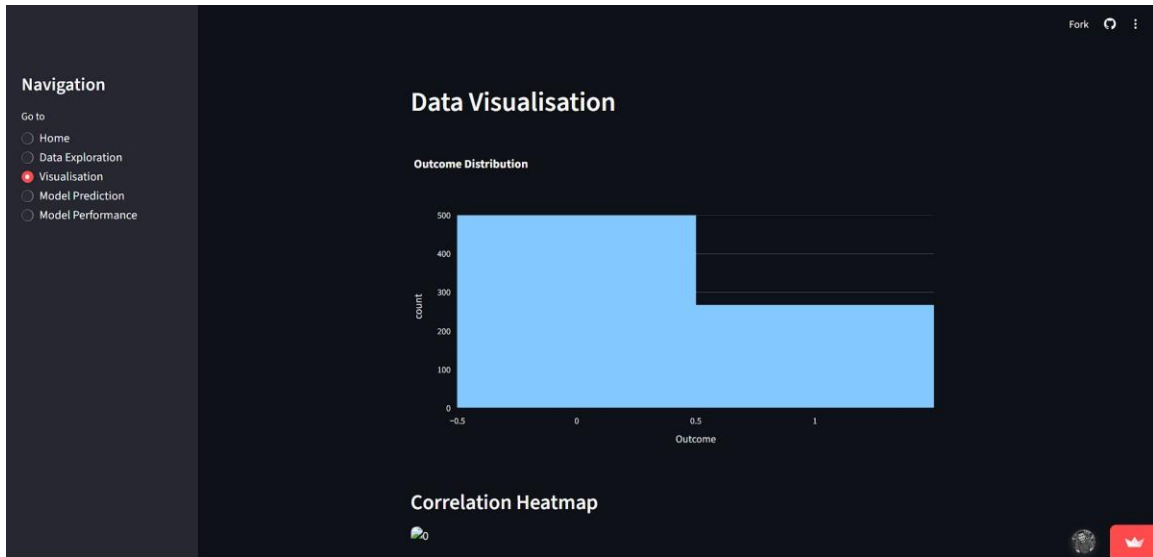 Fork
Navigation
Go to
Home
Data Exploration
Visualisation
Model Prediction
Model Performance
Data Visualisation
Outcome Distribution
500
400
300
200
100
0
count
−0.5
0
0.5
1
Outcome
Correlation Heatmap
0